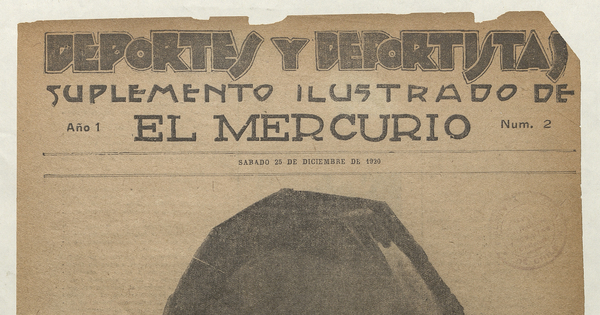 DEPORTES Y DEPORTISTAS
SUPLEMENTO ILUSTRADO DE
Año 1 EL MERCURIO Num. 2
SABADO 25 DE DICIEMBRE DE 1920